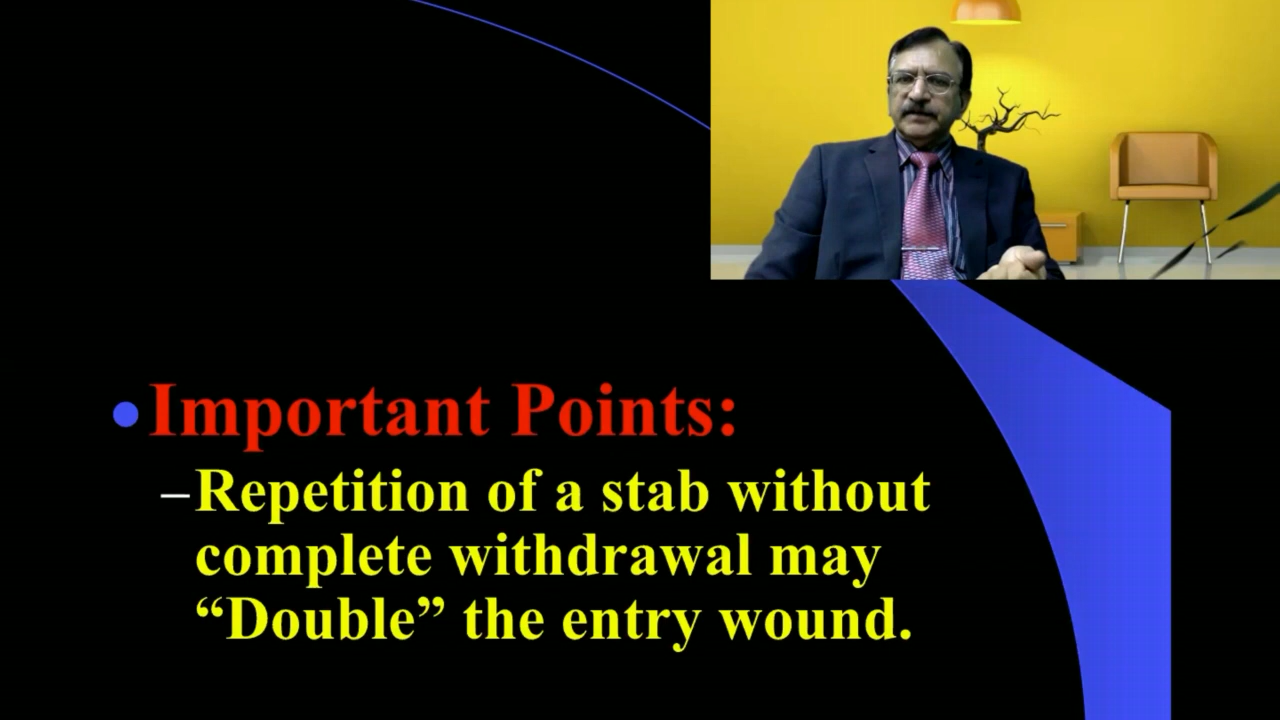 Important Points:
–Repetition of a stab without
complete withdrawal may
“Double” the entry wound.